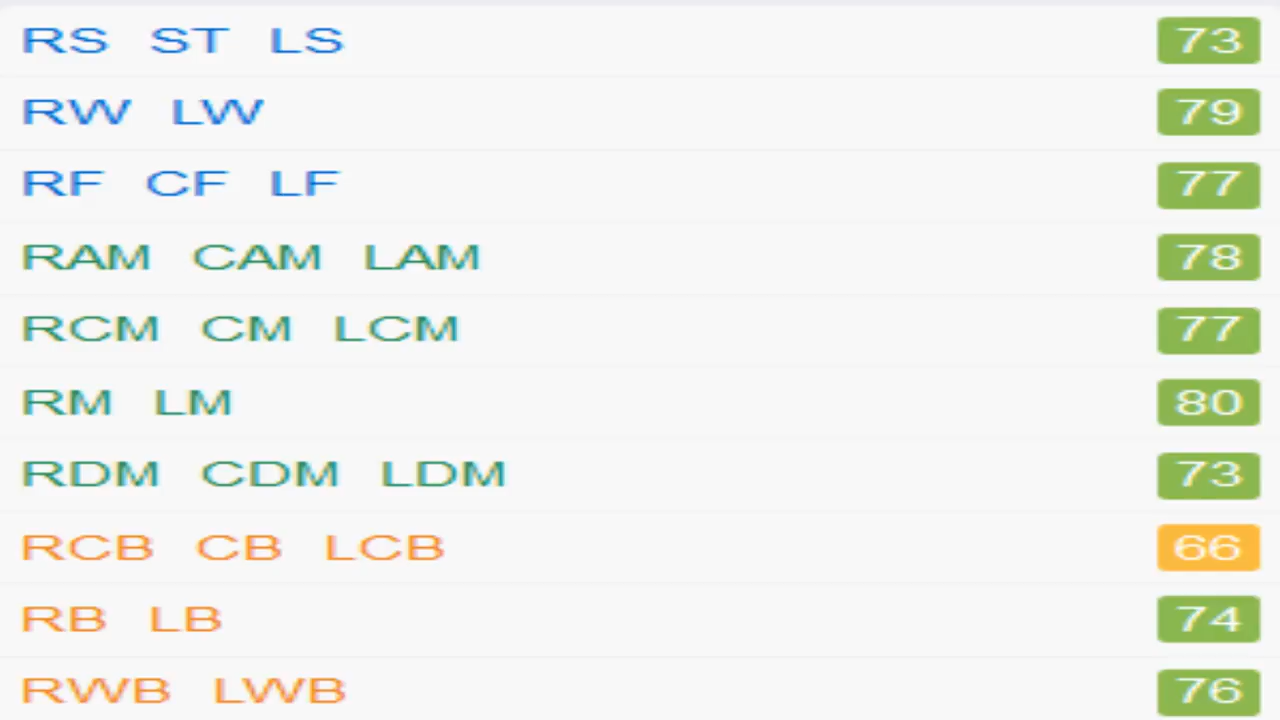 RS ST LS 73
RW LW 79
RF CF LF 77
RAM CAM LAM 78
RCM CM LCM 77
RM LM 80
RDM CDM LDM 73
RCB CB LCB 66
RB LB 74
RWB LWB 76